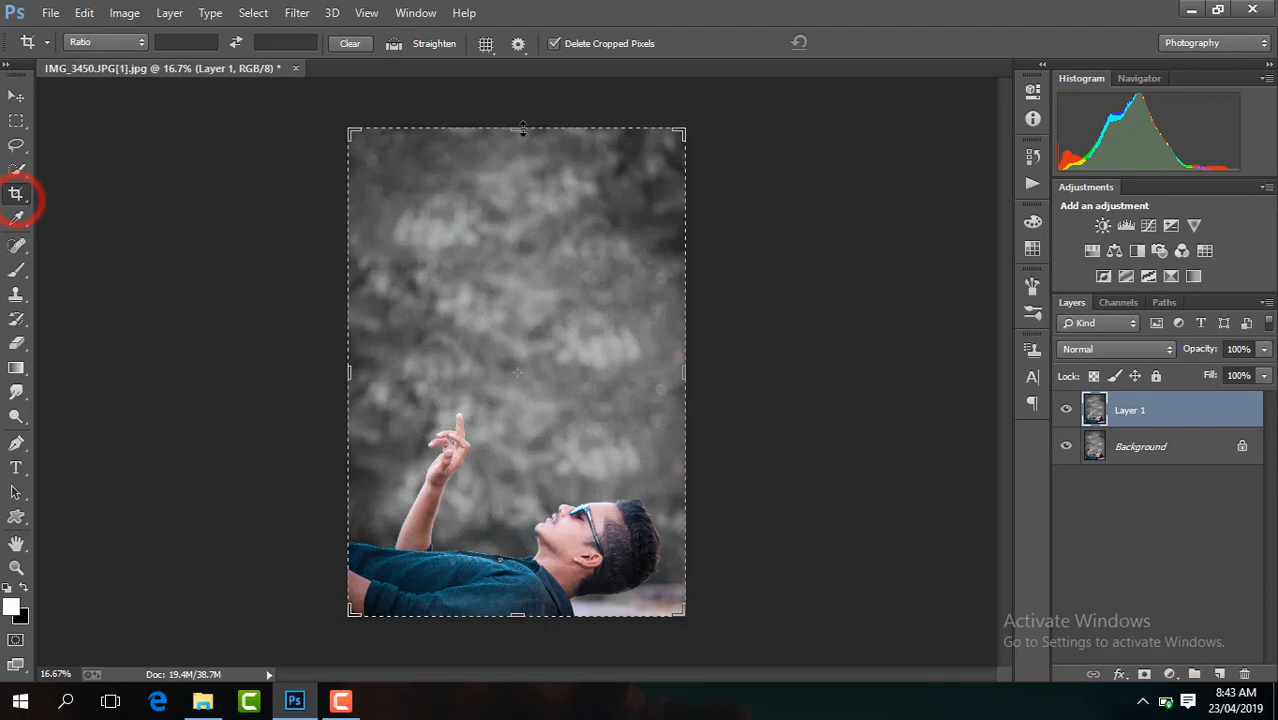 Ps File Edit Image Layer Type Select Filter 3D View Window Help
Ratio Clear Straighten Delete Cropped Pixels Photography
IMG_3450.JPG[1].jpg @ 16.7% (Layer 1, RGB/8) *
Histogram Navigator
Adjustments
Add an adjustment
Layers Channels Paths
Kind
Normal Opacity: 100%
Lock: Fill: 100%
Layer 1
Background
Activate Windows
Go to Settings to activate Windows.
16.67% Doc: 19.4M/38.7M
8:43 AM
23/04/2019